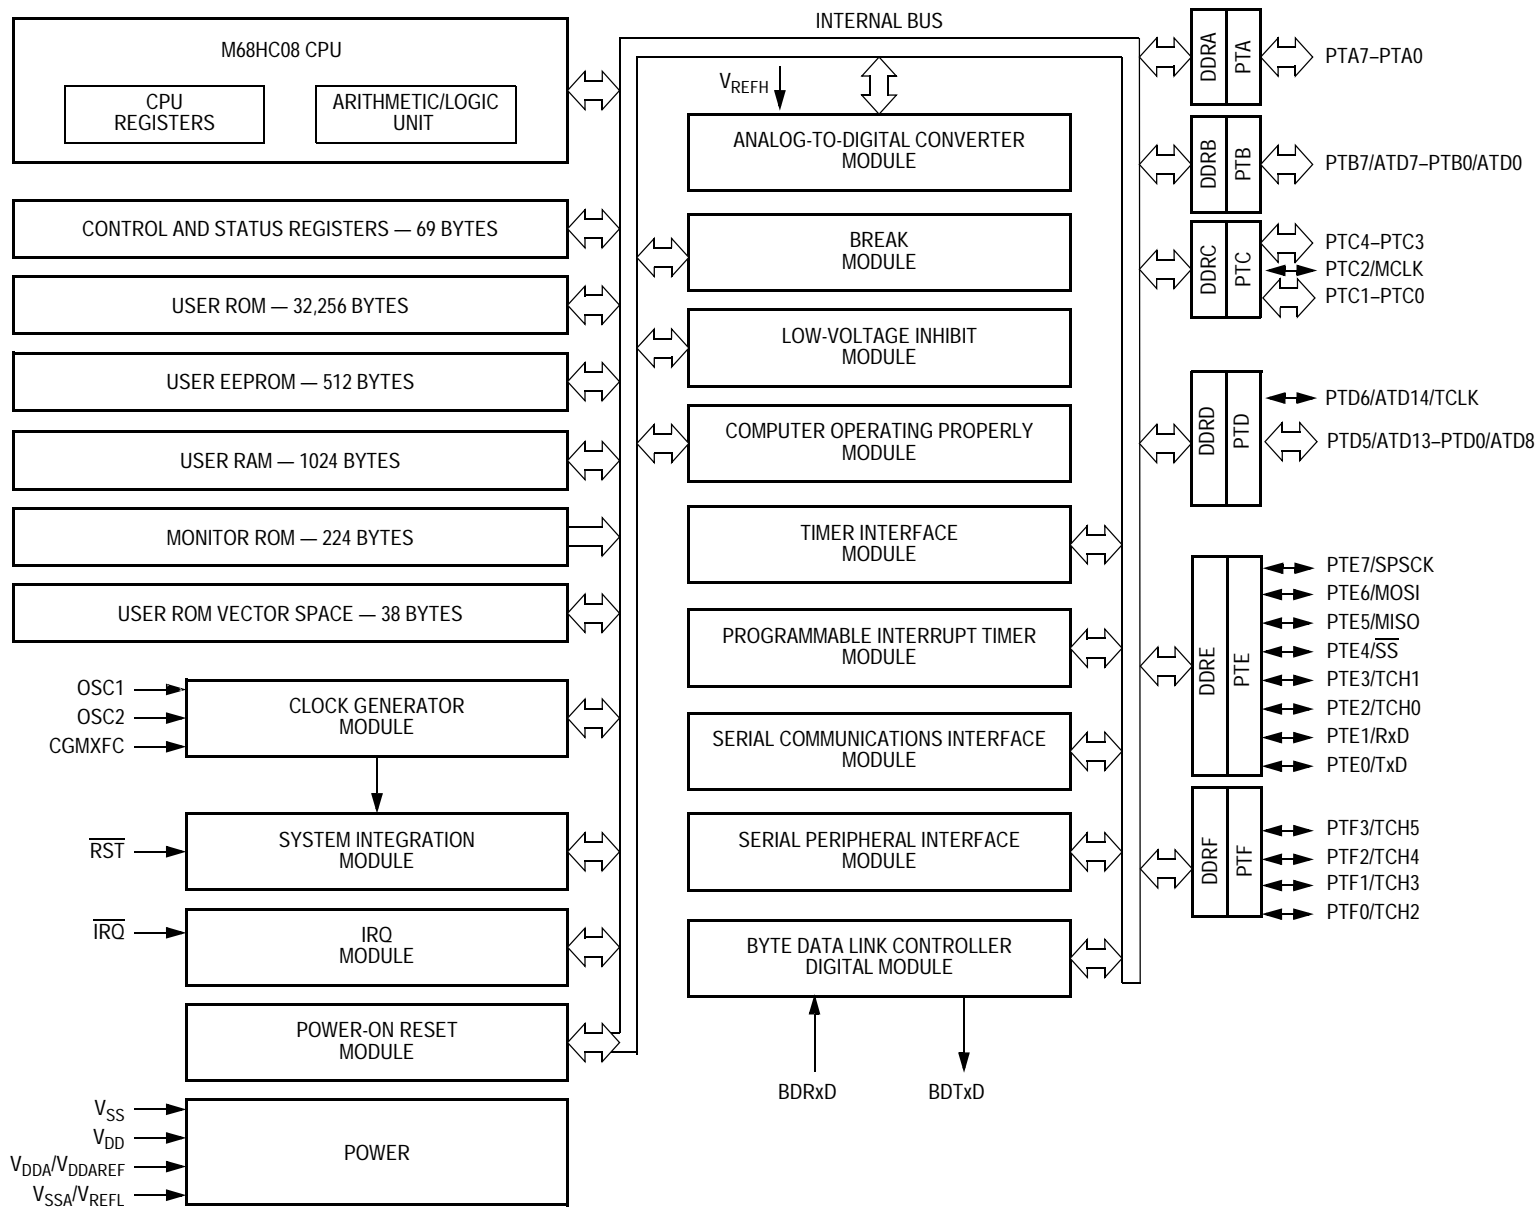 INTERNAL BUS
M68HC08 CPU
CPU
REGISTERS
ARITHMETIC/LOGIC
UNIT
CONTROL AND STATUS REGISTERS — 69 BYTES
USER ROM — 32,256 BYTES
USER EEPROM — 512 BYTES
USER RAM — 1024 BYTES
MONITOR ROM — 224 BYTES
USER ROM VECTOR SPACE — 38 BYTES
OSC1
OSC2
CGMXFC
CLOCK GENERATOR
MODULE
RST
SYSTEM INTEGRATION
MODULE
IRQ
IRQ
MODULE
POWER-ON RESET
MODULE
VSS
VDD
VDDA/VDDAREF
VSSA/VREFL
POWER
VREFH
ANALOG-TO-DIGITAL CONVERTER
MODULE
BREAK
MODULE
LOW-VOLTAGE INHIBIT
MODULE
COMPUTER OPERATING PROPERLY
MODULE
TIMER INTERFACE
MODULE
PROGRAMMABLE INTERRUPT TIMER
MODULE
SERIAL COMMUNICATIONS INTERFACE
MODULE
SERIAL PERIPHERAL INTERFACE
MODULE
BYTE DATA LINK CONTROLLER
DIGITAL MODULE
BDRxD
BDTxD
DDRA
PTA
PTA7–PTA0
DDRB
PTB
PTB7/ATD7–PTB0/ATD0
DDRC
PTC
PTC4–PTC3
PTC2/MCLK
PTC1–PTC0
DDRD
PTD
PTD6/ATD14/TCLK
PTD5/ATD13–PTD0/ATD8
DDRE
PTE
PTE7/SPSCK
PTE6/MOSI
PTE5/MISO
PTE4/SS
PTE3/TCH1
PTE2/TCH0
PTE1/RxD
PTE0/TxD
DDRF
PTF
PTF3/TCH5
PTF2/TCH4
PTF1/TCH3
PTF0/TCH2